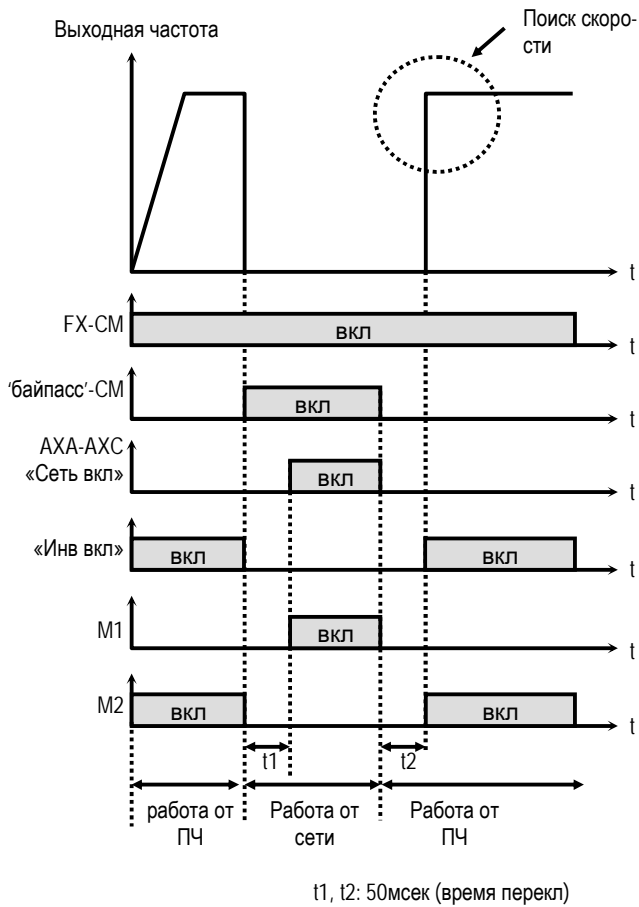 Выходная частота
Поиск скоро-
сти
t
FX-CM
вкл
t
'байпасс'-CM
вкл
t
AXA-AXC
«Сеть вкл»
вкл
t
«Инв вкл»
вкл
вкл
t
M1
вкл
t
M2
вкл
вкл
t
t1
t2
работа от
ПЧ
Работа от
сети
Работа от
ПЧ
t1, t2: 50мсек (время перекл)